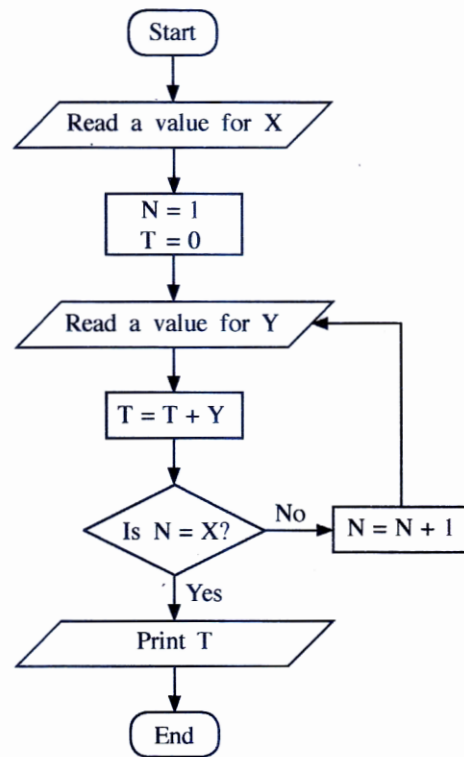 Start
Read a value for X
N = 1
T = 0
Read a value for Y
T = T + Y
Is N = X?
No
N = N + 1
Yes
Print T
End